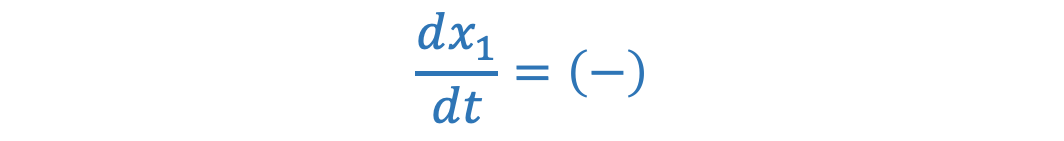 dx₁/dt = (−)